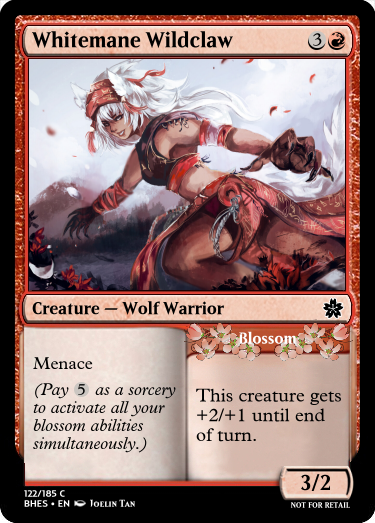 Whitemane Wildclaw 3
Creature — Wolf Warrior
Blossom
Menace
(Pay 5 as a sorcery
to activate all your
blossom abilities
simultaneously.)
This creature gets
+2/+1 until end
of turn.
3/2
122/185 C
BHES • EN Joelin Tan
NOT FOR RETAIL